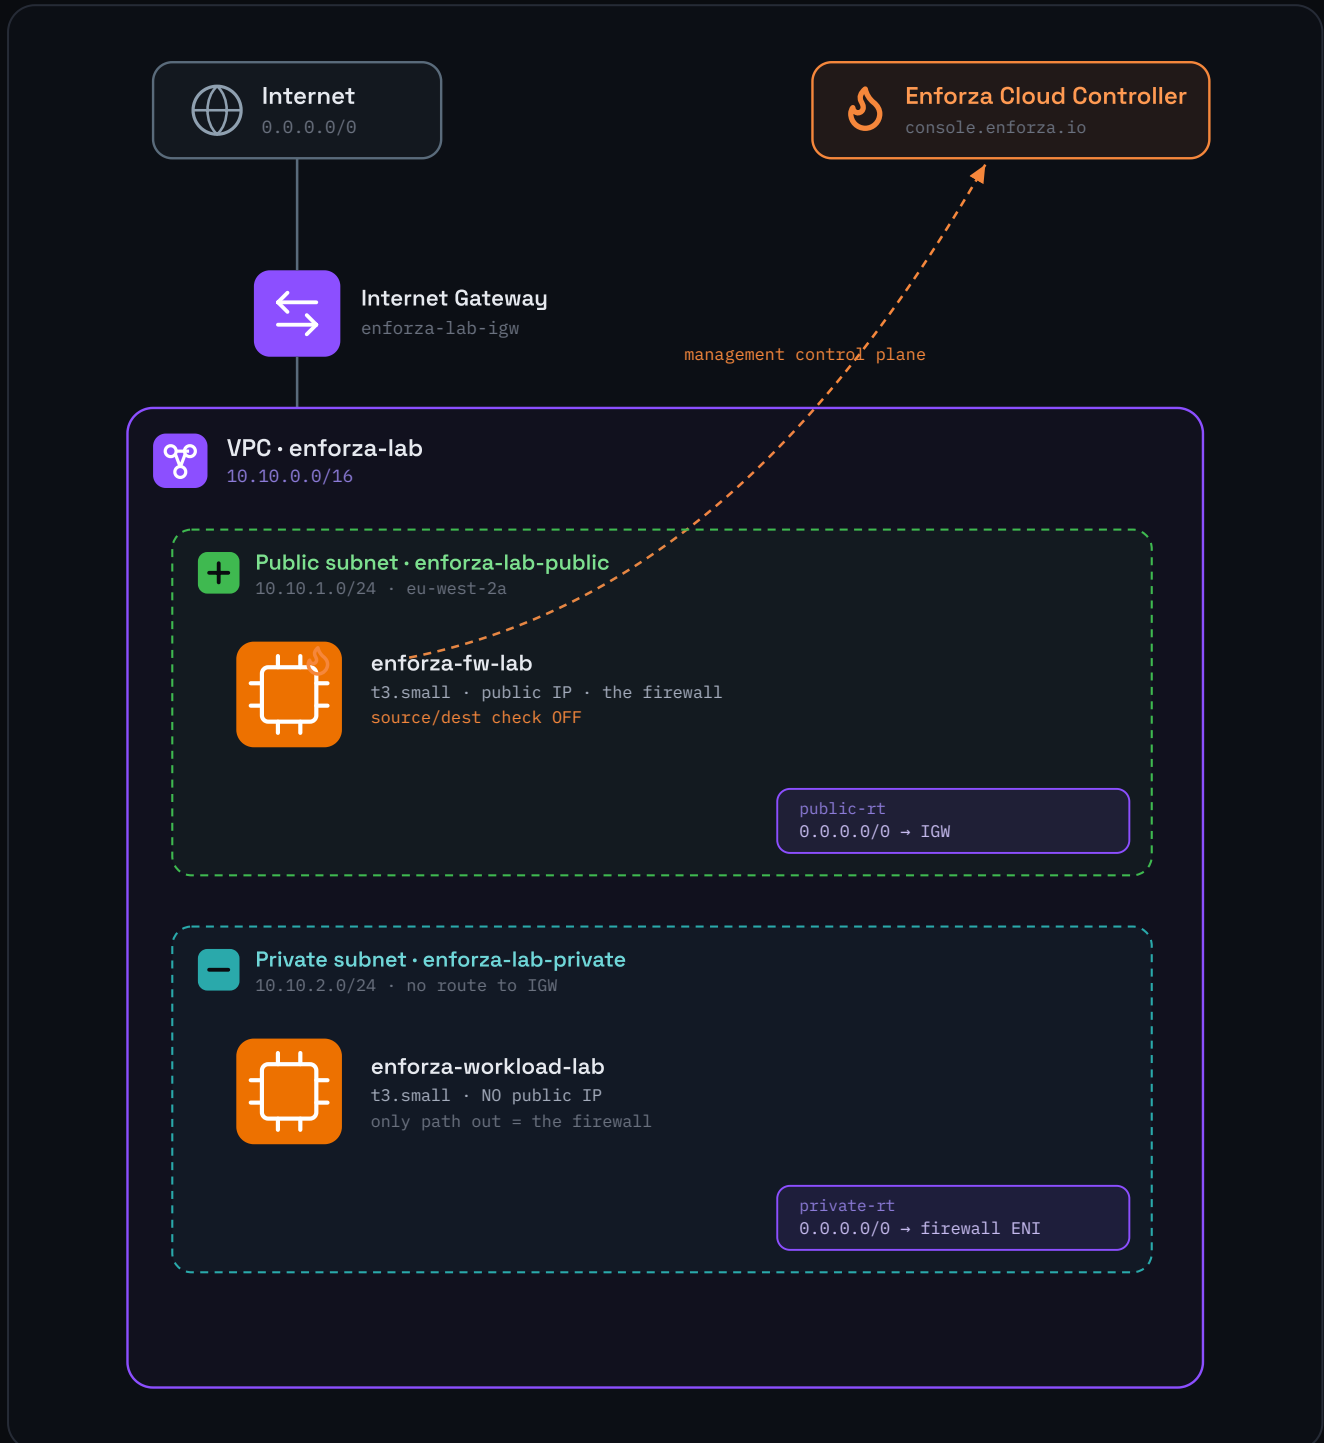 Internet
0.0.0.0/0
Enforza Cloud Controller
console.enforza.io
Internet Gateway
enforza-lab-igw
management control plane
VPC · enforza-lab
10.10.0.0/16
Public subnet · enforza-lab-public
10.10.1.0/24 · eu-west-2a
enforza-fw-lab
t3.small · public IP · the firewall
source/dest check OFF
public-rt
0.0.0.0/0 → IGW
Private subnet · enforza-lab-private
10.10.2.0/24 · no route to IGW
enforza-workload-lab
t3.small · NO public IP
only path out = the firewall
private-rt
0.0.0.0/0 → firewall ENI